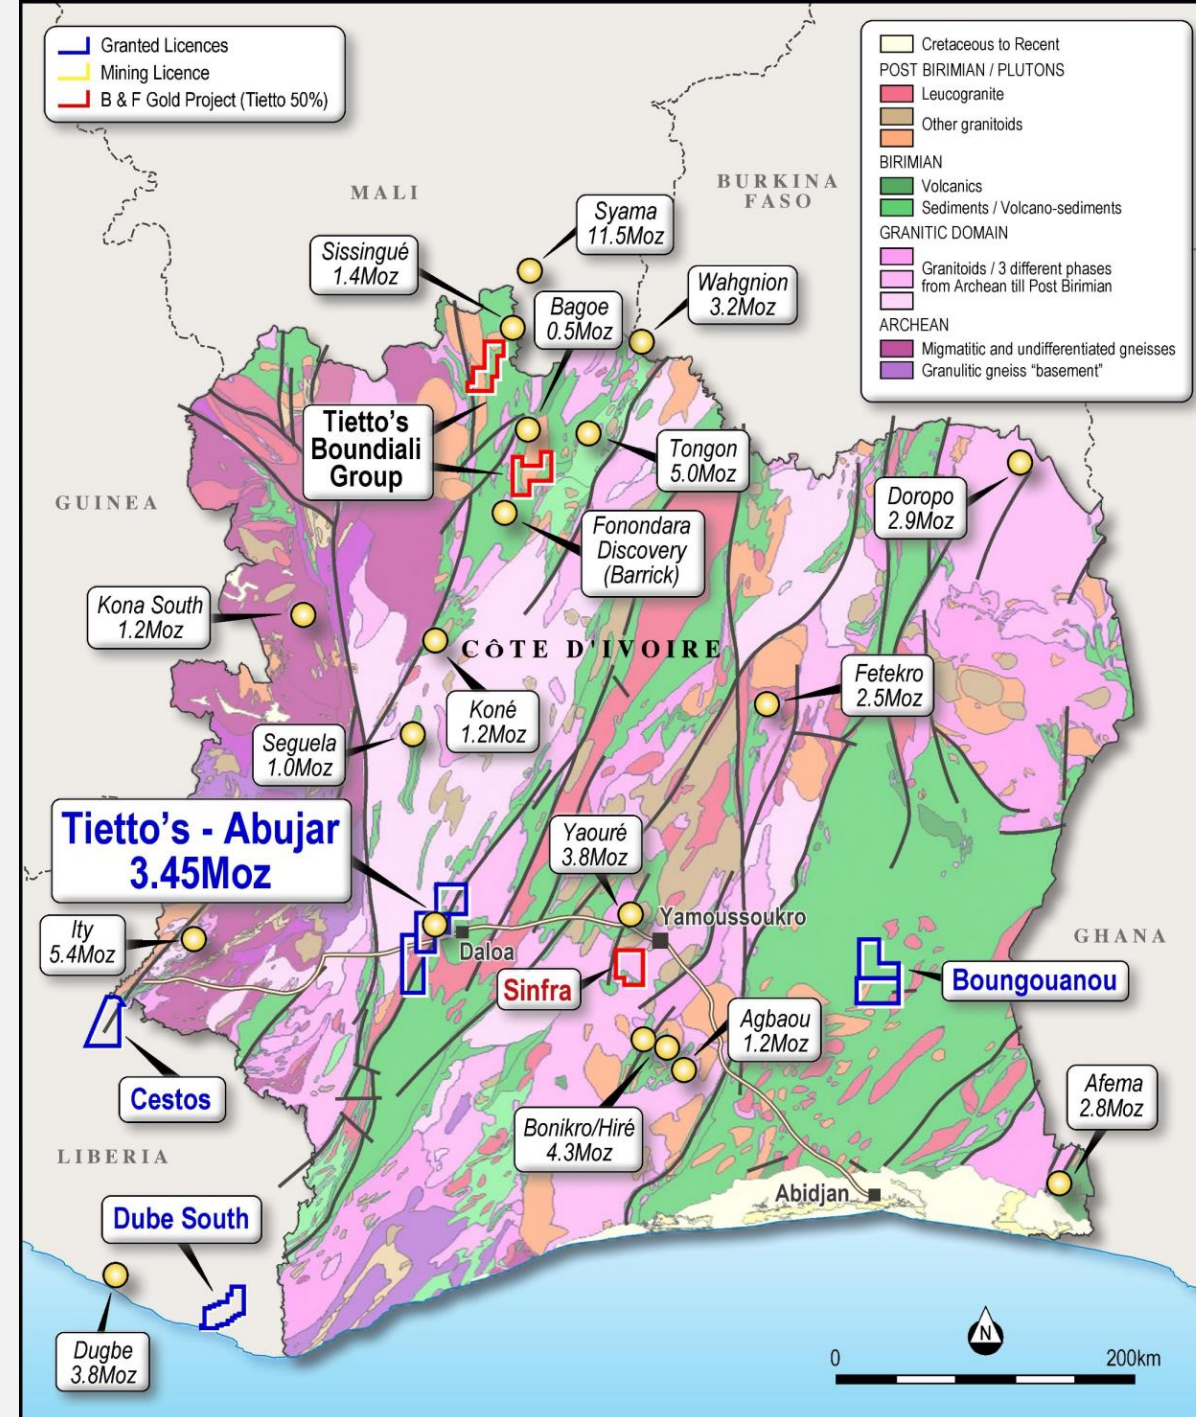 Granted Licences
Mining Licence
B & F Gold Project (Tietto 50%)
Cretaceous to Recent
POST BIRIMIAN / PLUTONS
Leucogranite
Other granitoids
BIRIMIAN
Volcanics
Sediments / Volcano-sediments
GRANITIC DOMAIN
Granitoids / 3 different phases
from Archean till Post Birimian
ARCHEAN
Migmatitic and undifferentiated gneisses
Granulitic gneiss “basement”
MALI
BURKINA
FASO
Syama
11.5Moz
Sissingué
1.4Moz
Bagoe
0.5Moz
Wahgnion
3.2Moz
Tietto’s
Boundiali
Group
Tongon
5.0Moz
Doropo
2.9Moz
GUINEA
Fonondara
Discovery
(Barrick)
Kona South
1.2Moz
CÔTE D'IVOIRE
Koné
1.2Moz
Fetekro
2.5Moz
Seguela
1.0Moz
Tietto’s - Abujar
3.45Moz
Yaouré
3.8Moz
Ity
5.4Moz
Daloa
Yamoussoukro
GHANA
Sinfra
Boungouanou
Agbaou
1.2Moz
Cestos
Bonikro/Hiré
4.3Moz
Afema
2.8Moz
LIBERIA
Abidjan
Dube South
Dugbe
3.8Moz
N
0 200km